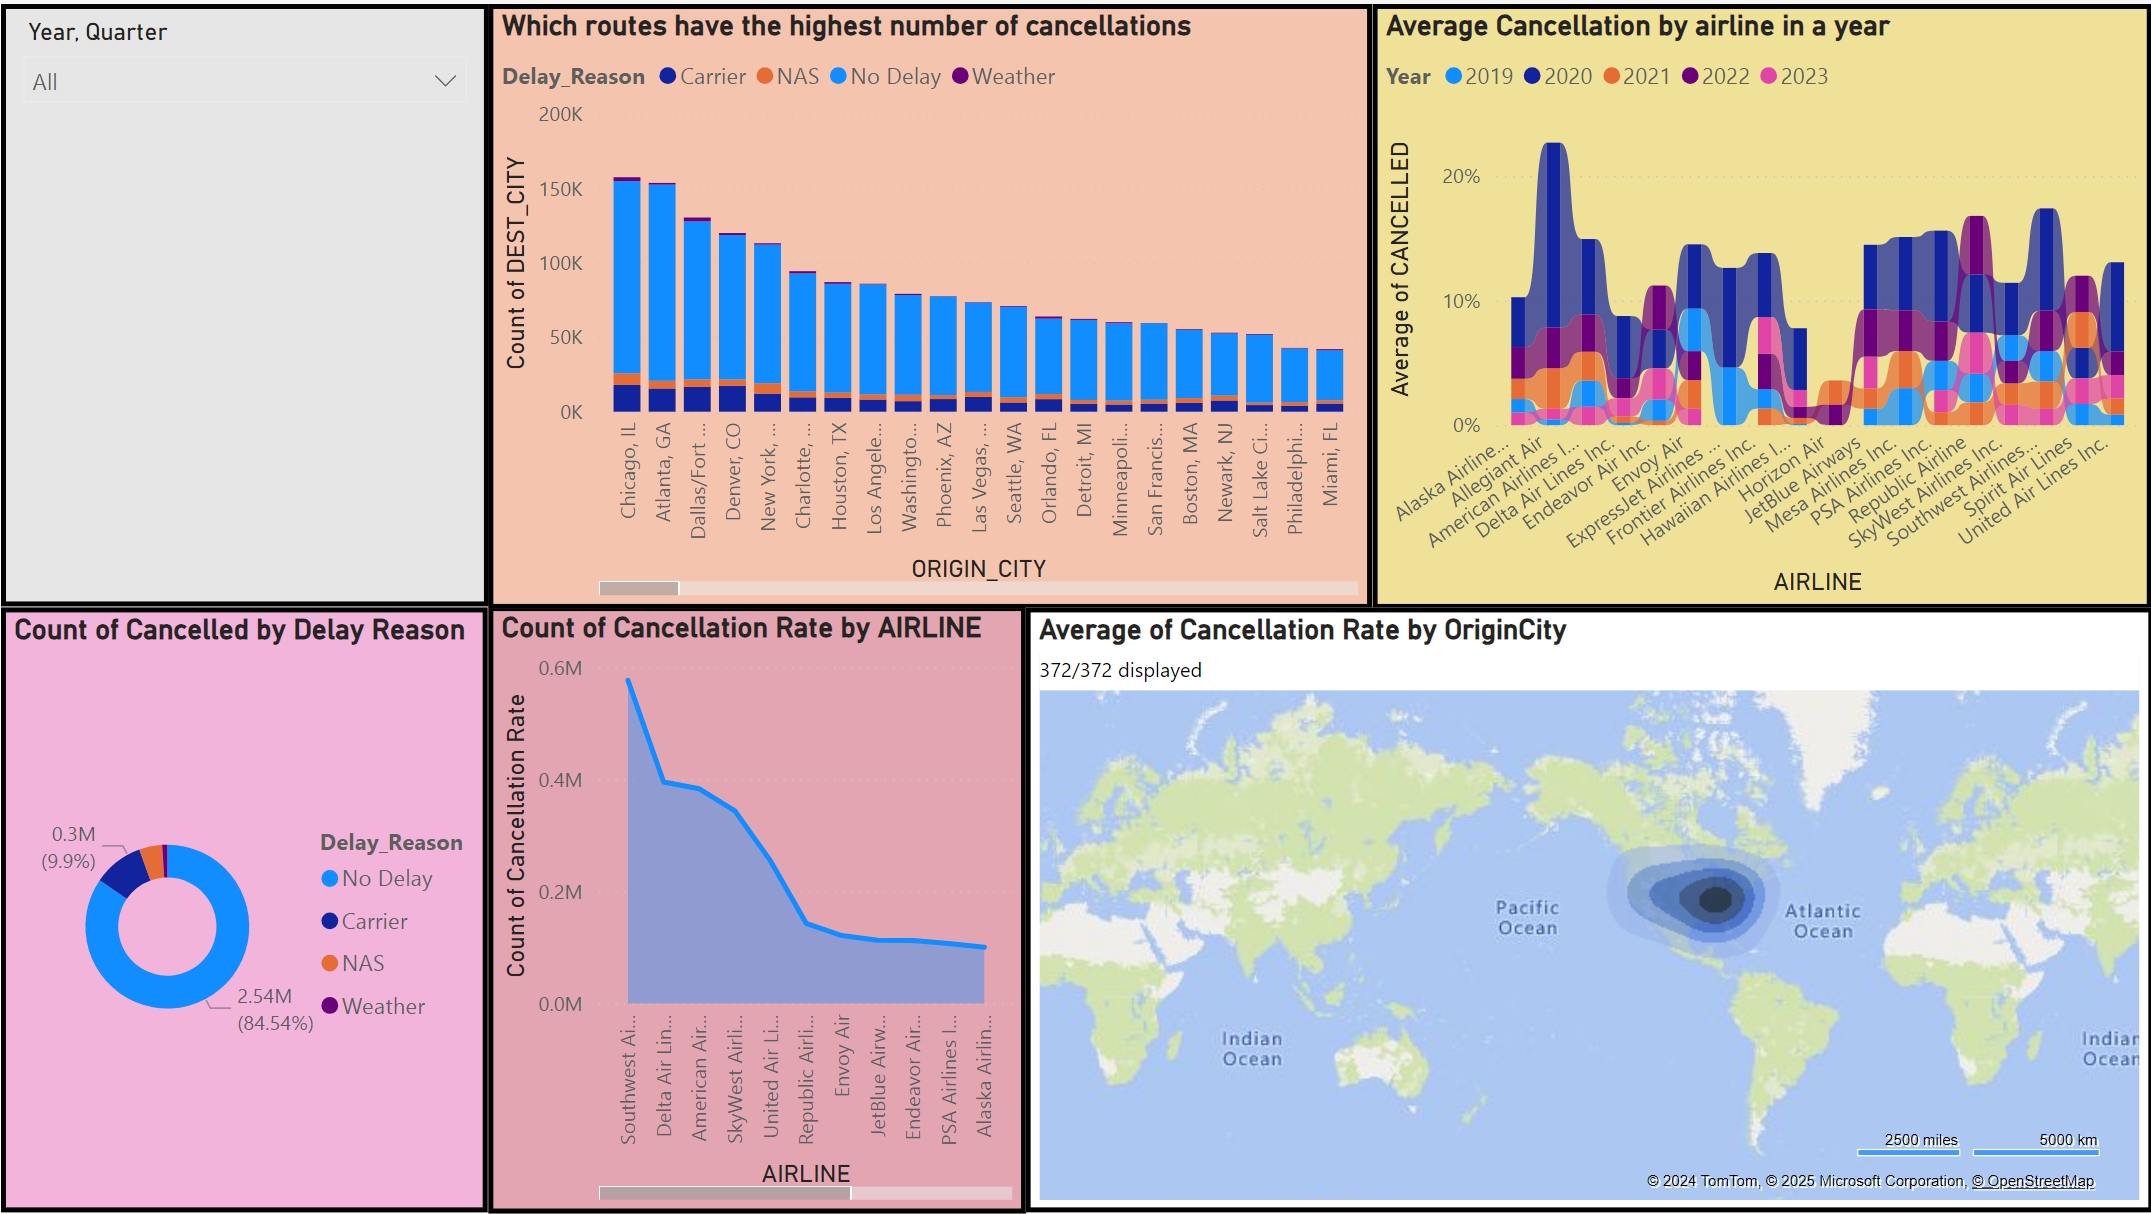 Year, Quarter
All
Which routes have the highest number of cancellations
Delay_Reason Carrier NAS No Delay Weather
Count of DEST_CITY
200K
150K
100K
50K
0K
Chicago, IL
Atlanta, GA
Dallas/Fort ...
Denver, CO
New York, ...
Charlotte, ...
Houston, TX
Los Angele...
Washingto...
Phoenix, AZ
Las Vegas, ...
Seattle, WA
Orlando, FL
Detroit, MI
Minneapoli...
San Francis...
Boston, MA
Newark, NJ
Salt Lake Ci...
Philadelphi...
Miami, FL
ORIGIN_CITY
Average Cancellation by airline in a year
Year 2019 2020 2021 2022 2023
Average of CANCELLED
20%
10%
0%
Alaska Airline...
Allegiant Air
American Airlines I...
Delta Air Lines Inc.
Endeavor Air Inc.
Envoy Air
ExpressJet Airlines ...
Frontier Airlines Inc.
Hawaiian Airlines I...
Horizon Air
JetBlue Airways
Mesa Airlines Inc.
PSA Airlines Inc.
Republic Airline
SkyWest Airlines Inc.
Southwest Airlines...
Spirit Air Lines
United Air Lines Inc.
AIRLINE
Count of Cancelled by Delay Reason
0.3M
(9.9%)
2.54M
(84.54%)
Delay_Reason
No Delay
Carrier
NAS
Weather
Count of Cancellation Rate by AIRLINE
Count of Cancellation Rate
0.6M
0.4M
0.2M
0.0M
Southwest Ai...
Delta Air Lin...
American Air...
SkyWest Airli...
United Air Li...
Republic Airli...
Envoy Air
JetBlue Airw...
Endeavor Air...
PSA Airlines I...
Alaska Airlin...
AIRLINE
Average of Cancellation Rate by OriginCity
372/372 displayed
Pacific
Ocean
Atlantic
Ocean
Indian
Ocean
Indian
Ocean
2500 miles 5000 km
© 2024 TomTom, © 2025 Microsoft Corporation, © OpenStreetMap